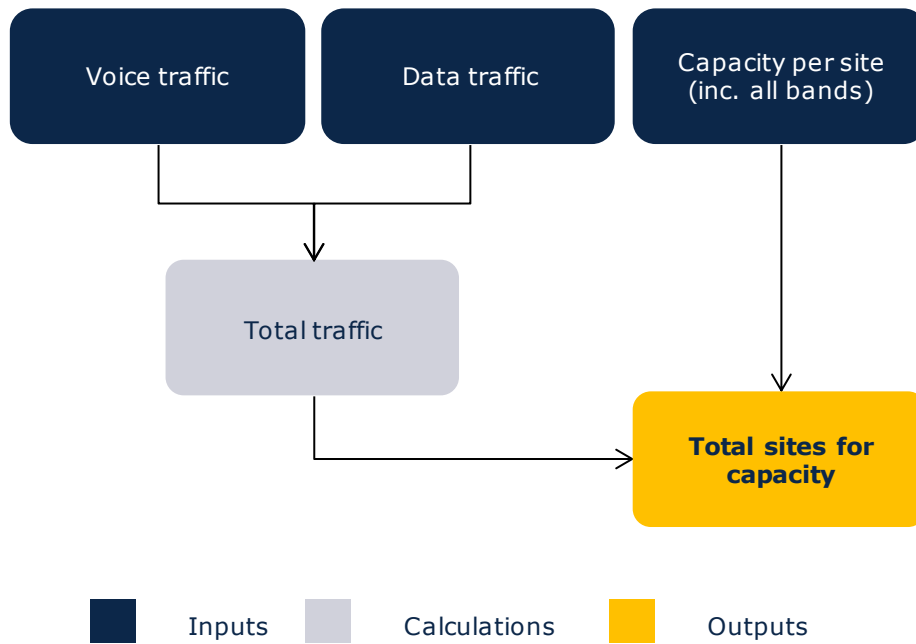 Voice traffic
Data traffic
Capacity per site
(inc. all bands)
Total traffic
Total sites for
capacity
Inputs
Calculations
Outputs